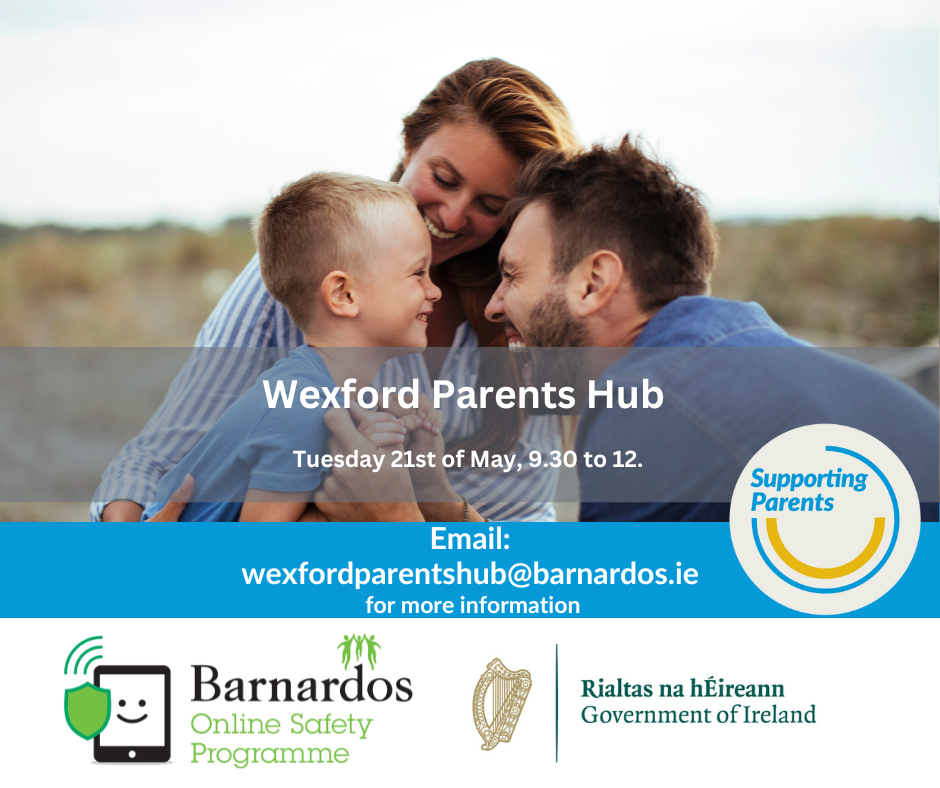 Wexford Parents Hub
Tuesday 21st of May, 9.30 to 12.
Supporting
Parents
Email:
wexfordparentshub@barnardos.ie
for more information
Barnardos
Online Safety
Programme
Rialtas na hÉireann
Government of Ireland